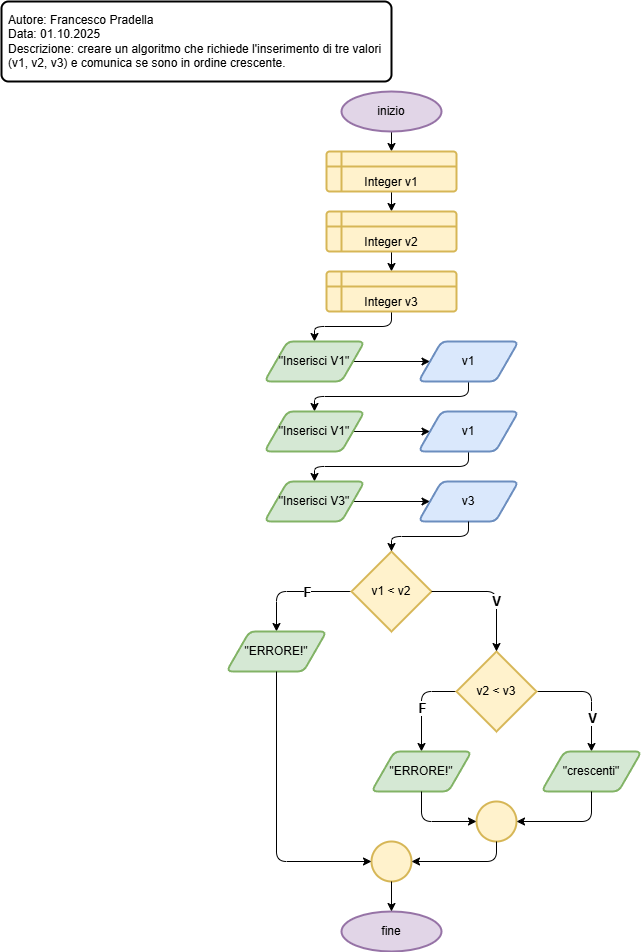 Autore: Francesco Pradella
Data: 01.10.2025
Descrizione: creare un algoritmo che richiede l'inserimento di tre valori
(v1, v2, v3) e comunica se sono in ordine crescente.
inizio
Integer v1
Integer v2
Integer v3
"Inserisci V1"
v1
"Inserisci V1"
v1
"Inserisci V3"
v3
v1 < v2
F
V
"ERRORE!"
v2 < v3
F
V
"ERRORE!"
"crescenti"
fine